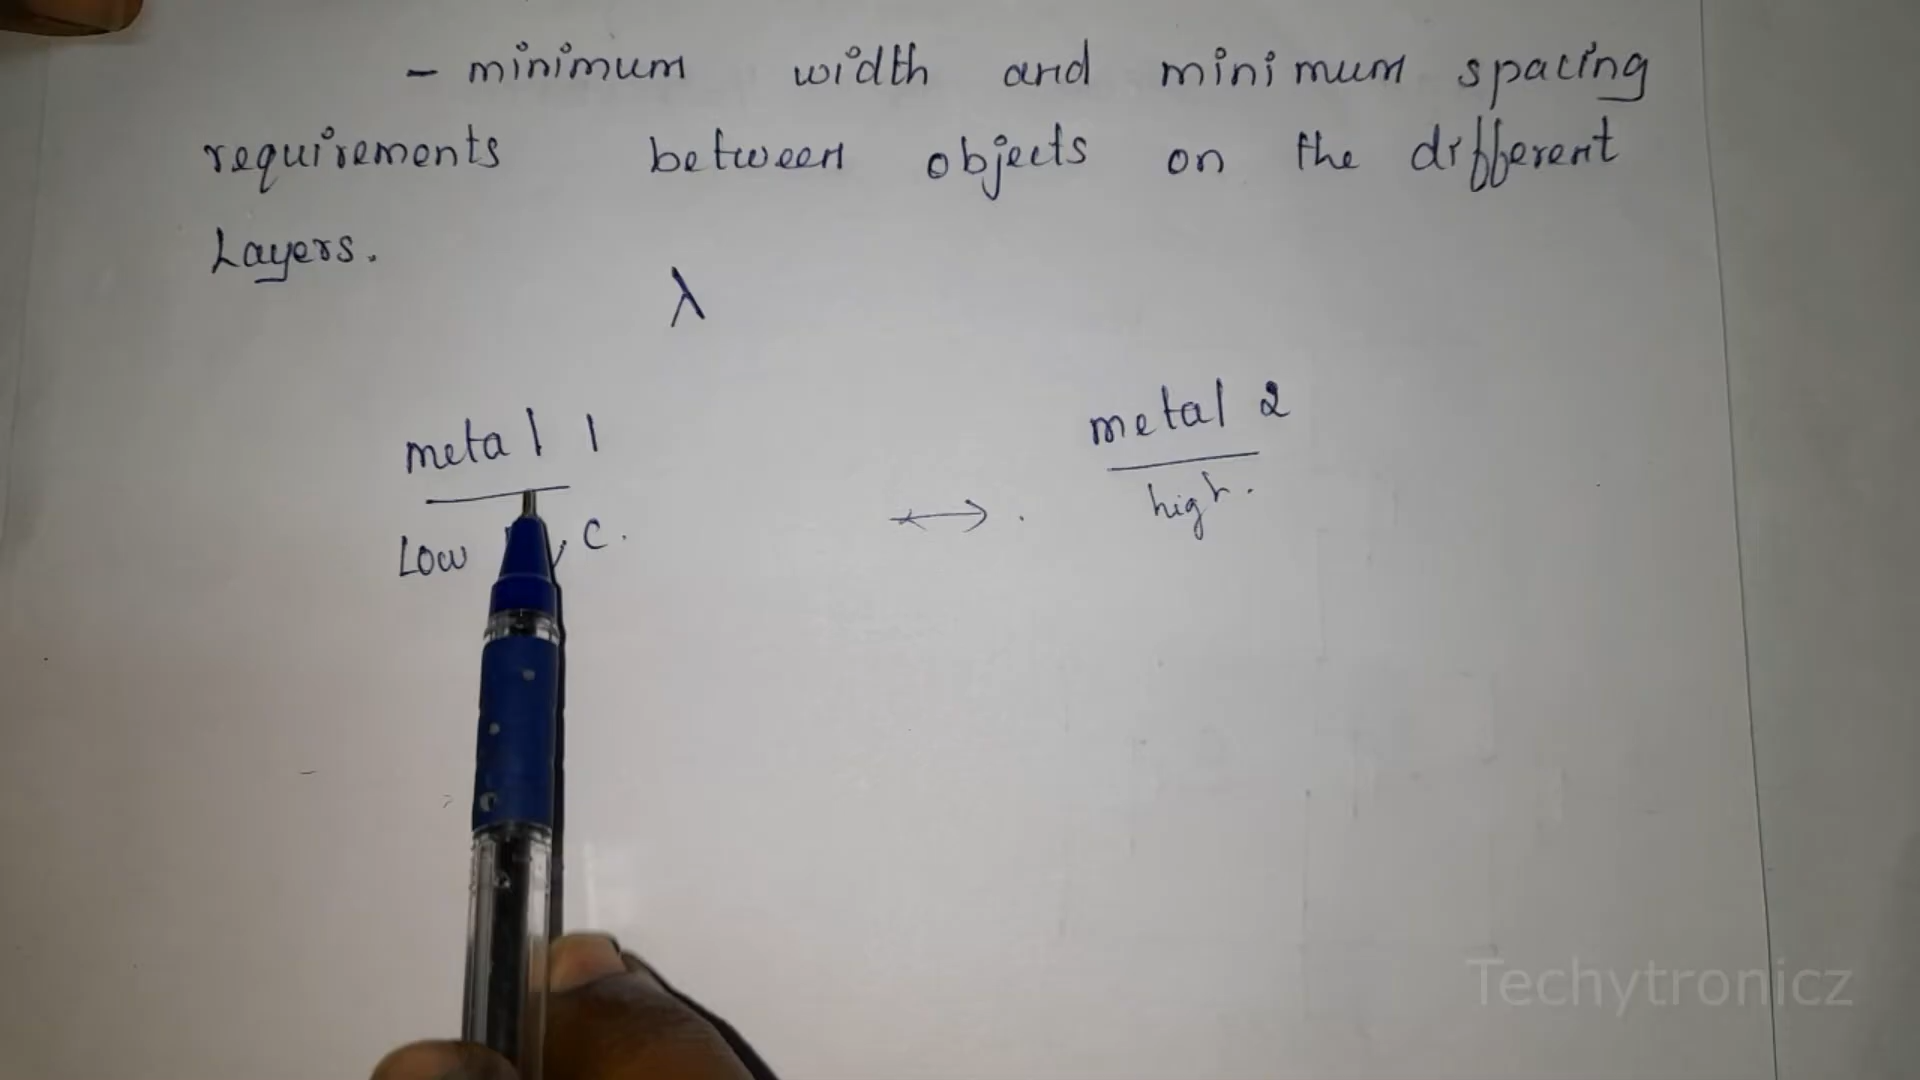 - minimum width and minimum spacing
requirements between objects on the different
Layers.
λ
metal 1
metal 2
Low C.
high.
Techytronicz